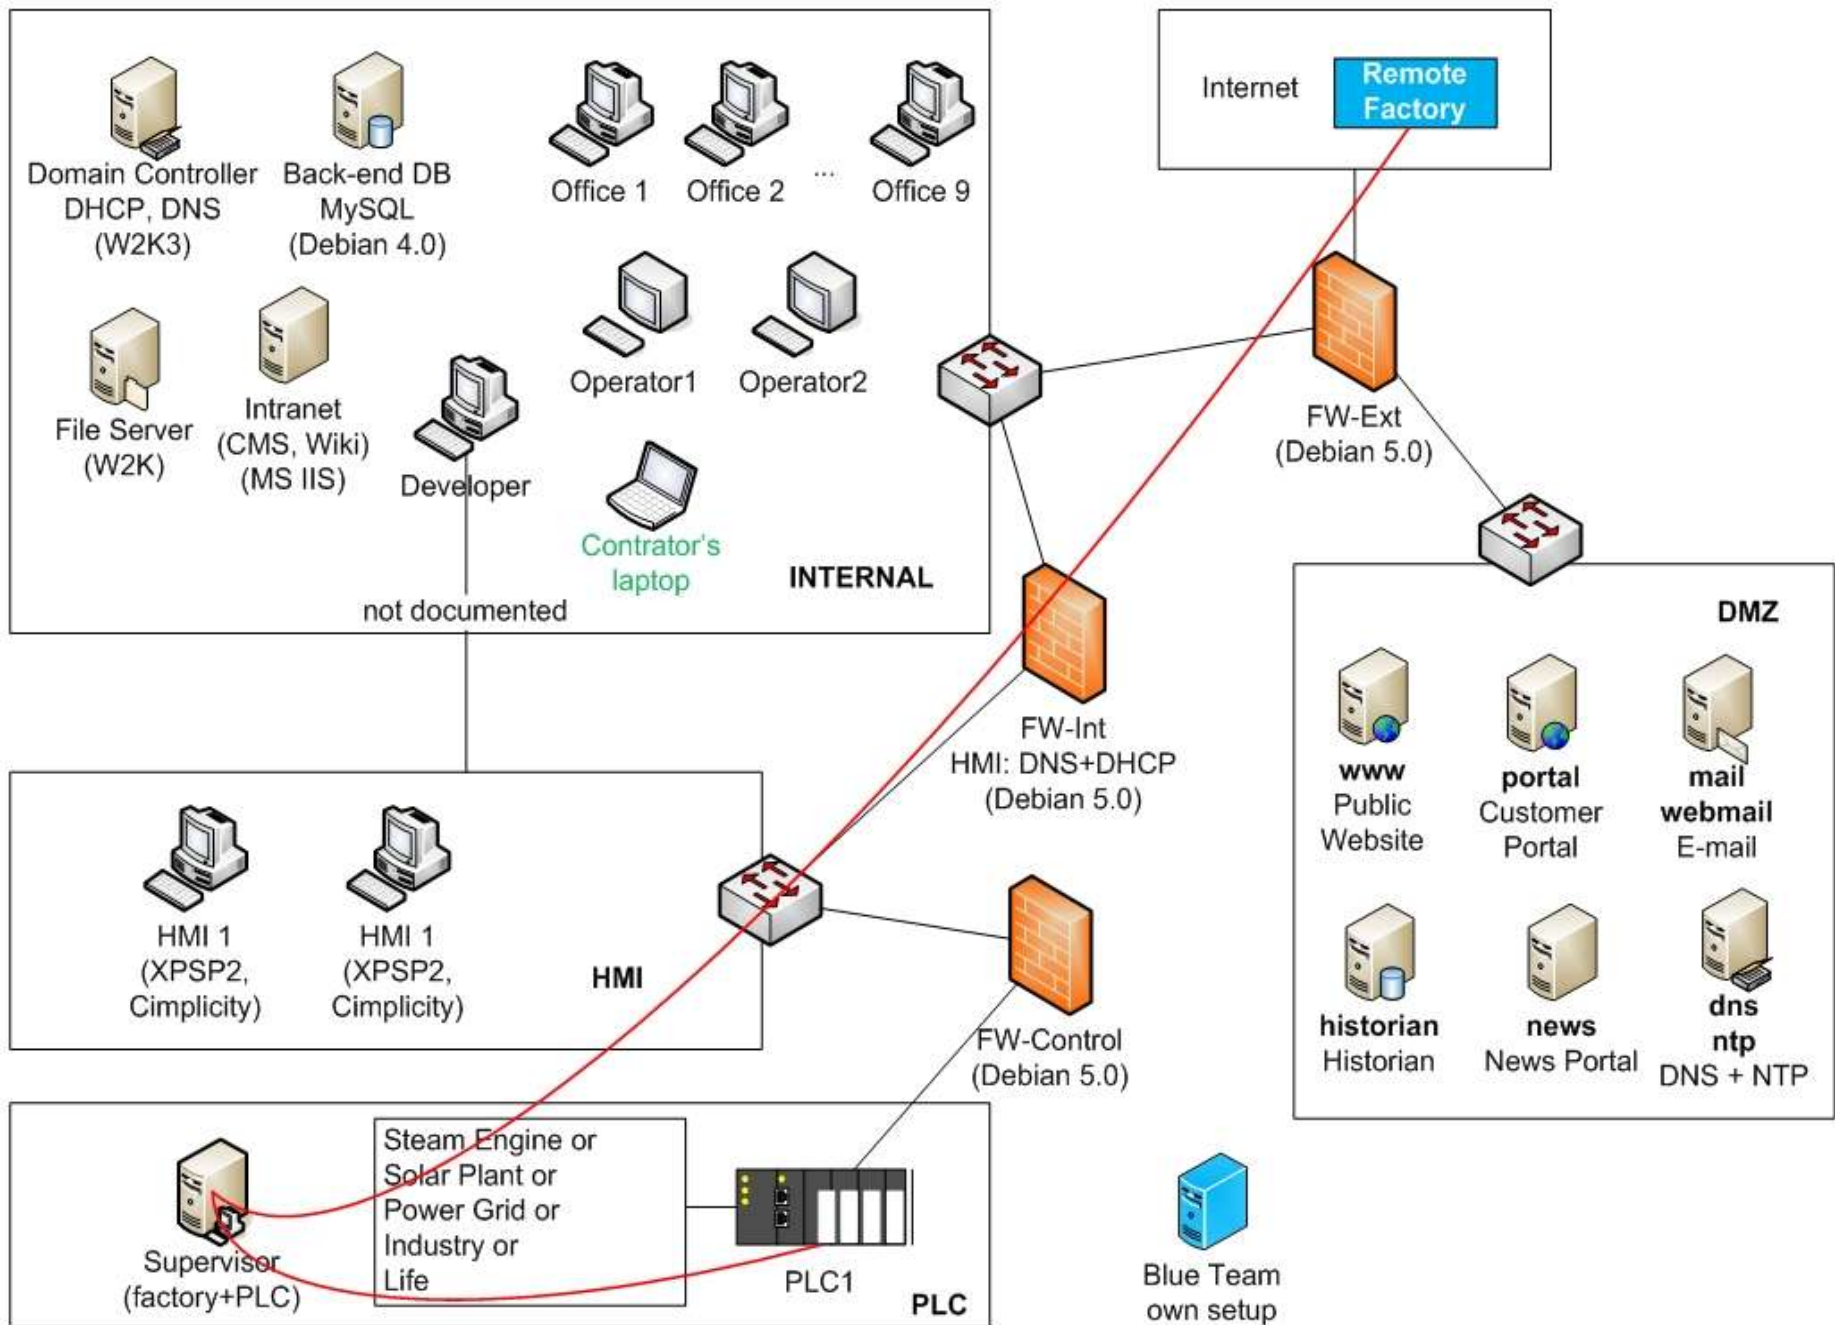 Domain Controller
DHCP, DNS
(W2K3)
Back-end DB
MySQL
(Debian 4.0)
Office 1
Office 2
...
Office 9
File Server
(W2K)
Intranet
(CMS, Wiki)
(MS IIS)
Developer
Operator1
Operator2
Contrator's
laptop
INTERNAL
not documented
Internet
Remote
Factory
FW-Ext
(Debian 5.0)
FW-Int
HMI: DNS+DHCP
(Debian 5.0)
DMZ
www
Public
Website
portal
Customer
Portal
mail
webmail
E-mail
historian
Historian
news
News Portal
dns
ntp
DNS + NTP
HMI 1
(XPSP2,
Cimplicity)
HMI 1
(XPSP2,
Cimplicity)
HMI
FW-Control
(Debian 5.0)
Supervisor
(factory+PLC)
Steam Engine or
Solar Plant or
Power Grid or
Industry or
Life
PLC1
PLC
Blue Team
own setup